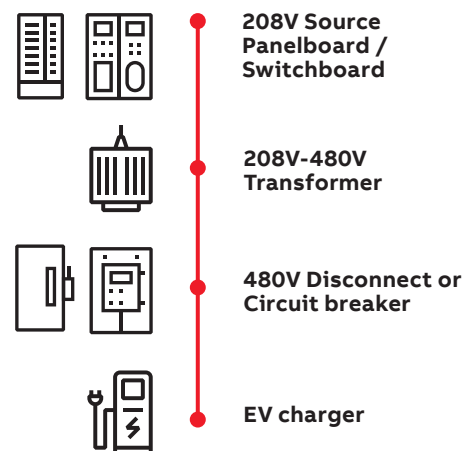 208V Source
Panelboard /
Switchboard
208V-480V
Transformer
480V Disconnect or
Circuit breaker
EV charger